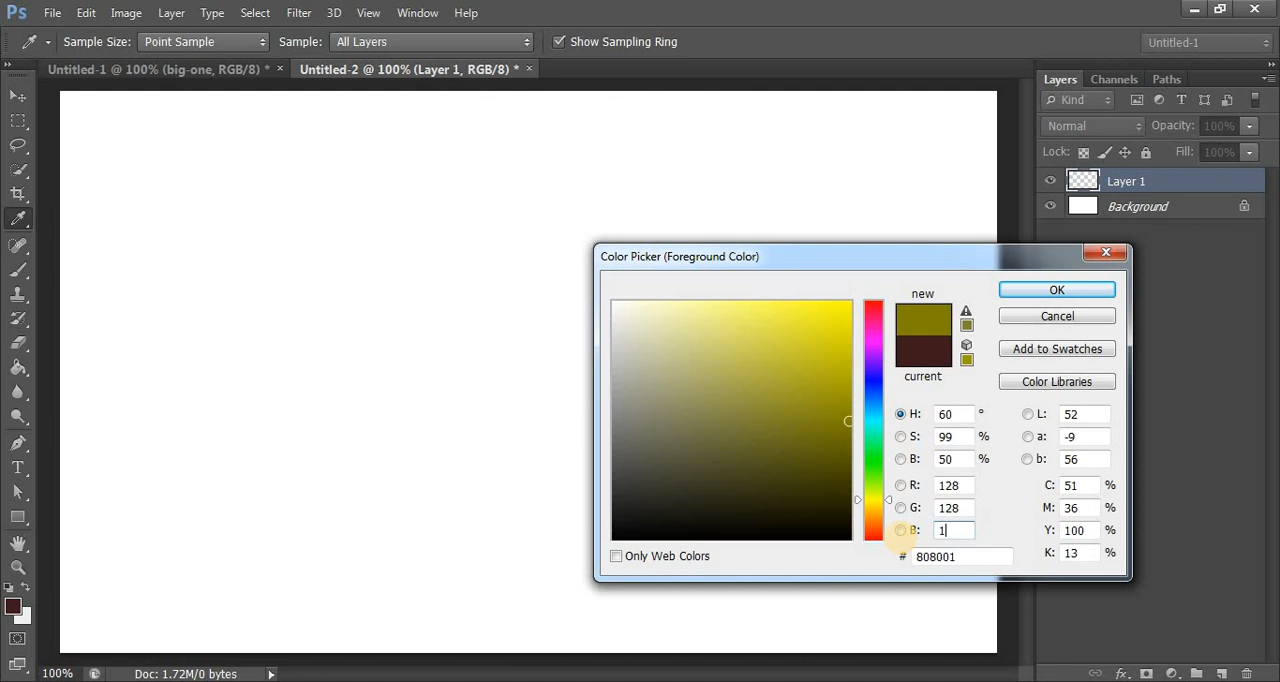 Ps File Edit Image Layer Type Select Filter 3D View Window Help
Sample Size: Point Sample Sample: All Layers Show Sampling Ring Untitled-1
Untitled-1 @ 100% (big-one, RGB/8) * × Untitled-2 @ 100% (Layer 1, RGB/8) * ×
Layers Channels Paths
Kind
Normal Opacity: 100%
Lock: Fill: 100%
Layer 1
Background
Color Picker (Foreground Color)
new
current
OK
Cancel
Add to Swatches
Color Libraries
H: 60 ° L: 52
S: 99 % a: -9
B: 50 % b: 56
R: 128 C: 51 %
G: 128 M: 36 %
B: 1 Y: 100 %
# 808001 K: 13 %
Only Web Colors
100% Doc: 1.72M/0 bytes